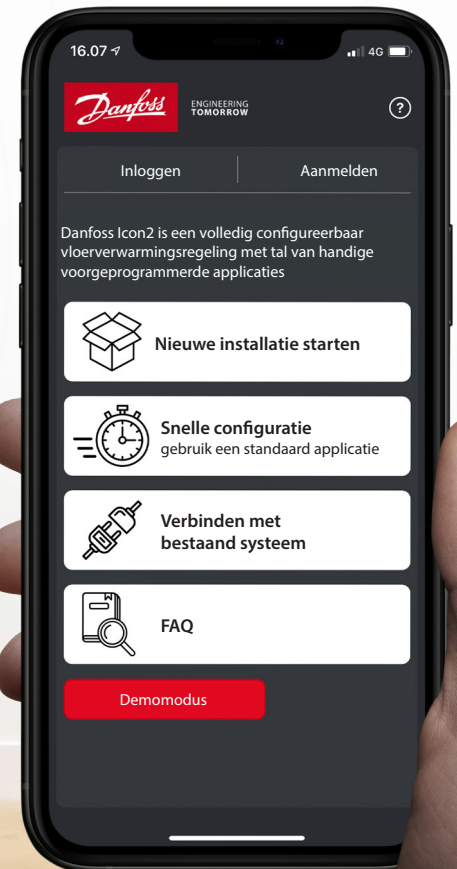 16.07
4G
Danfoss
ENGINEERING
TOMORROW
?
Inloggen
Aanmelden
Danfoss Icon2 is een volledig configureerbaar
vloerverwarmingsregeling met tal van handige
voorgeprogrammerde applicaties
Nieuwe installatie starten
Snelle configuratie
gebruik een standaard applicatie
Verbinden met
bestaand systeem
FAQ
Demomodus